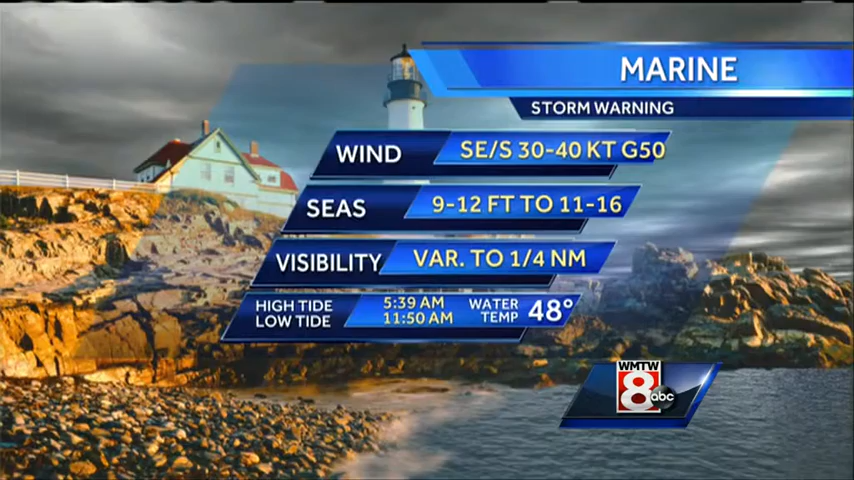 MARINE
STORM WARNING
WIND SE/S 30-40 KT G50
SEAS 9-12 FT TO 11-16
VISIBILITY VAR. TO 1/4 NM
HIGH TIDE 5:39 AM WATER
LOW TIDE 11:50 AM TEMP 48°
WMTW
8 abc